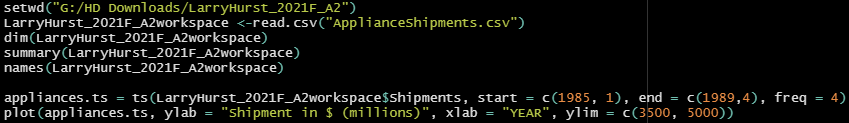 setwd("G:/HD Downloads/LarryHurst_2021F_A2")
LarryHurst_2021F_A2workspace <-read.csv("ApplianceShipments.csv")
dim(LarryHurst_2021F_A2workspace)
summary(LarryHurst_2021F_A2workspace)
names(LarryHurst_2021F_A2workspace)
appliances.ts = ts(LarryHurst_2021F_A2workspace$Shipments, start = c(1985, 1), end = c(1989,4), freq = 4)
plot(appliances.ts, ylab = "Shipment in $ (millions)", xlab = "YEAR", ylim = c(3500, 5000))